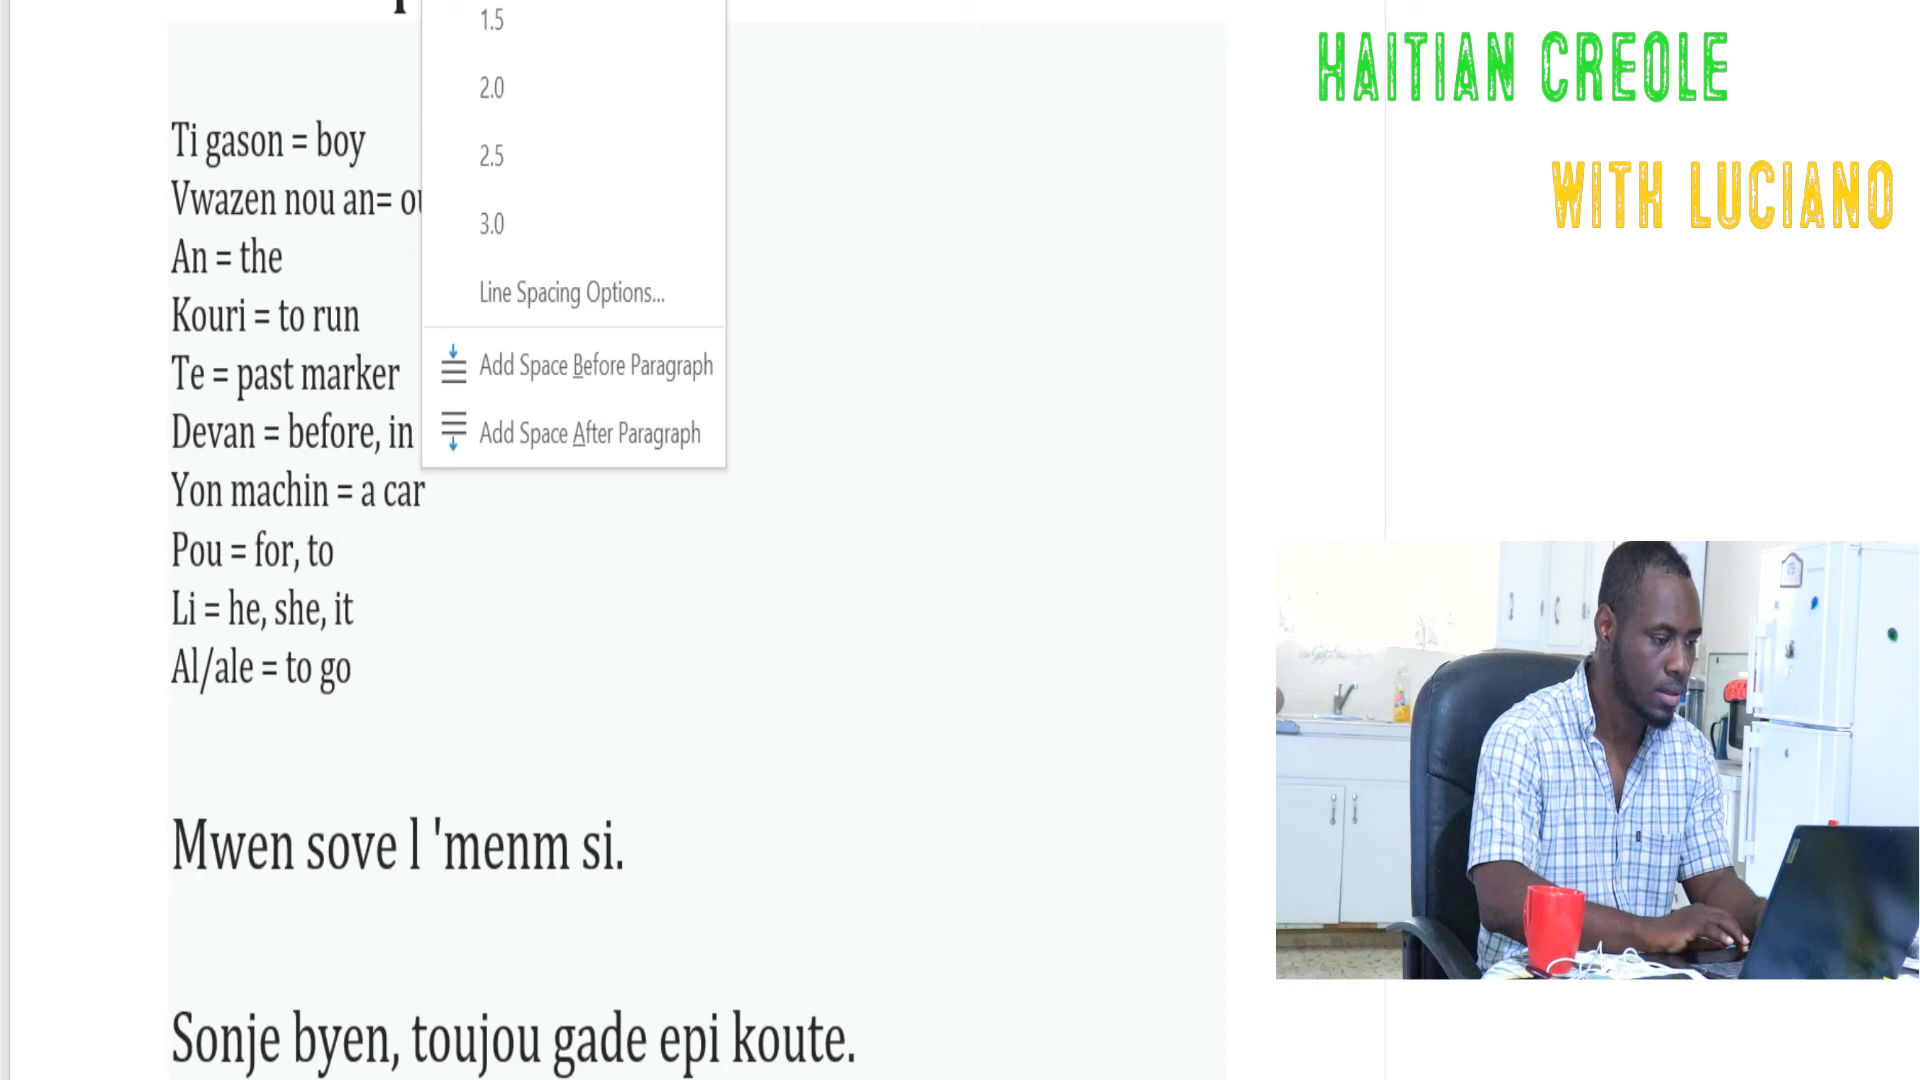 1.5
2.0
2.5
3.0
Line Spacing Options...
Add Space Before Paragraph
Add Space After Paragraph
Ti gason = boy
Vwazen nou an=
An = the
Kouri = to run
Te = past marker
Devan = before, in
Yon machin = a car
Pou = for, to
Li = he, she, it
Al/ale = to go
Mwen sove l 'menm si.
Sonje byen, toujou gade epi koute.
HAITIAN CREOLE
WITH LUCIANO